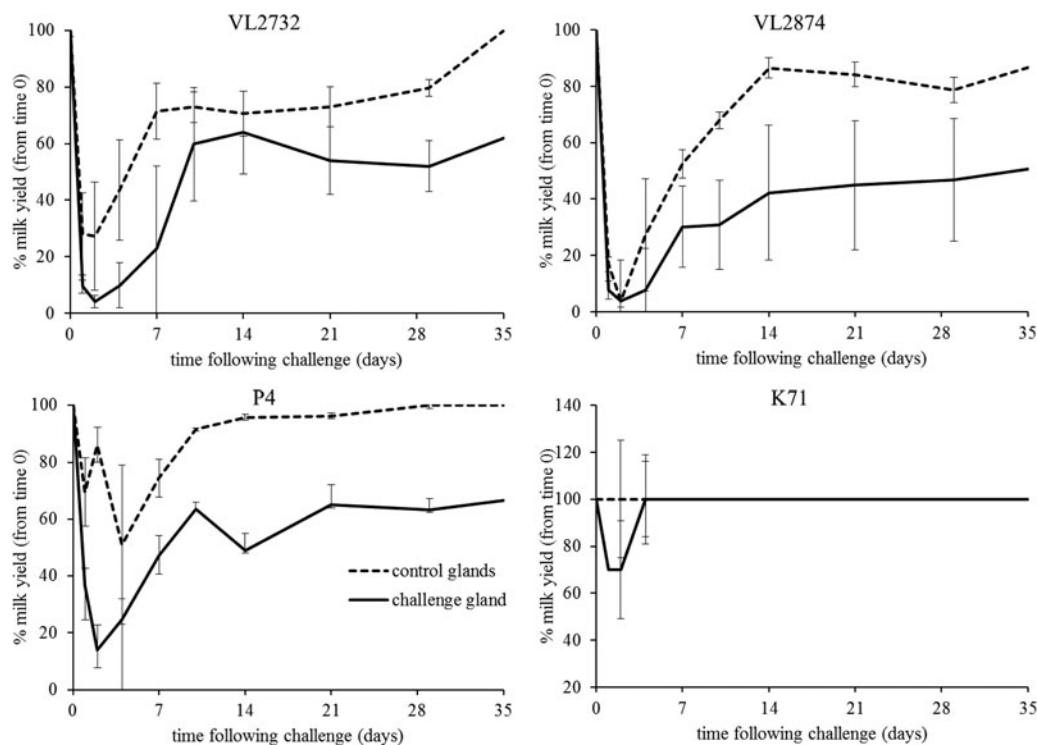 VL2732
100
80
60
40
20
0
% milk yield (from time 0)
0 7 14 21 28 35
time following challenge (days)
VL2874
100
80
60
40
20
0
% milk yield (from time 0)
0 7 14 21 28 35
time following challenge (days)
P4
100
80
60
40
20
0
% milk yield (from time 0)
control glands
challenge gland
0 7 14 21 28 35
time following challenge (days)
K71
140
120
100
80
60
40
20
% milk yield (from time 0)
0 7 14 21 28 35
time following challenge (days)